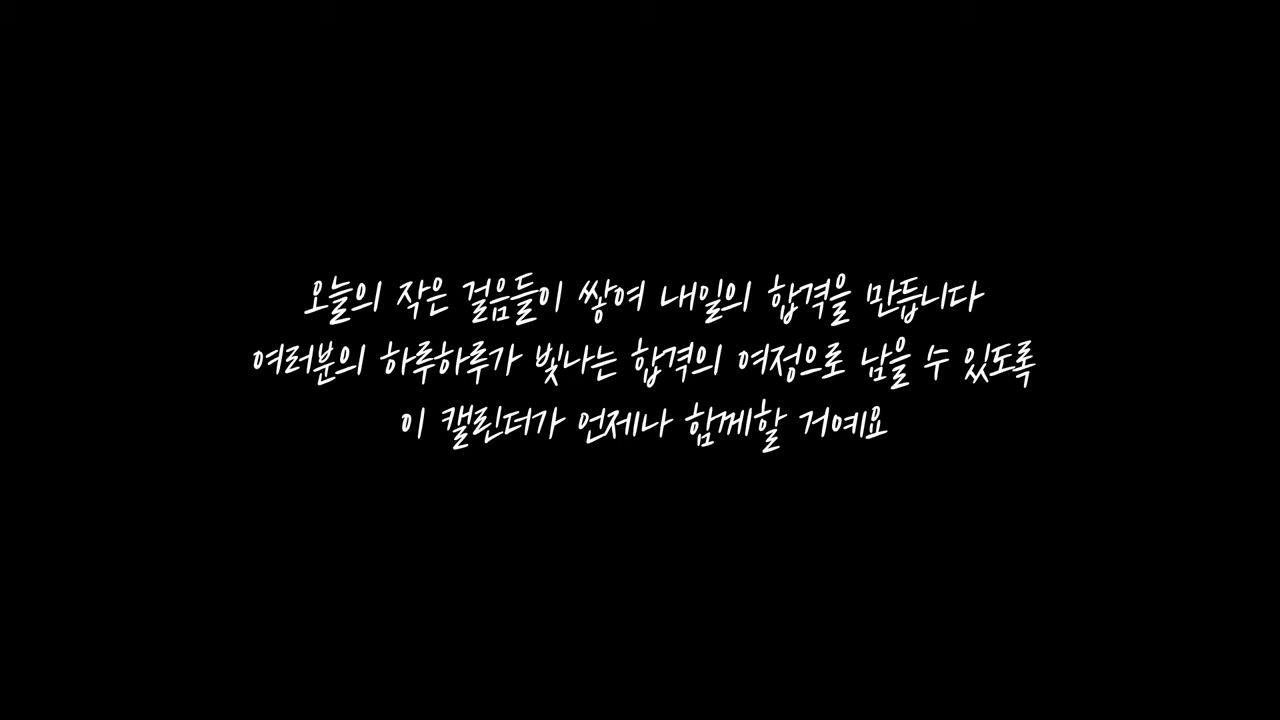 오늘의 작은 걸음들이 쌓여 내일의 합격을 만듭니다
여러분의 하루하루가 빛나는 합격의 여정으로 남을 수 있도록
이 캘린더가 언제나 함께할 거예요